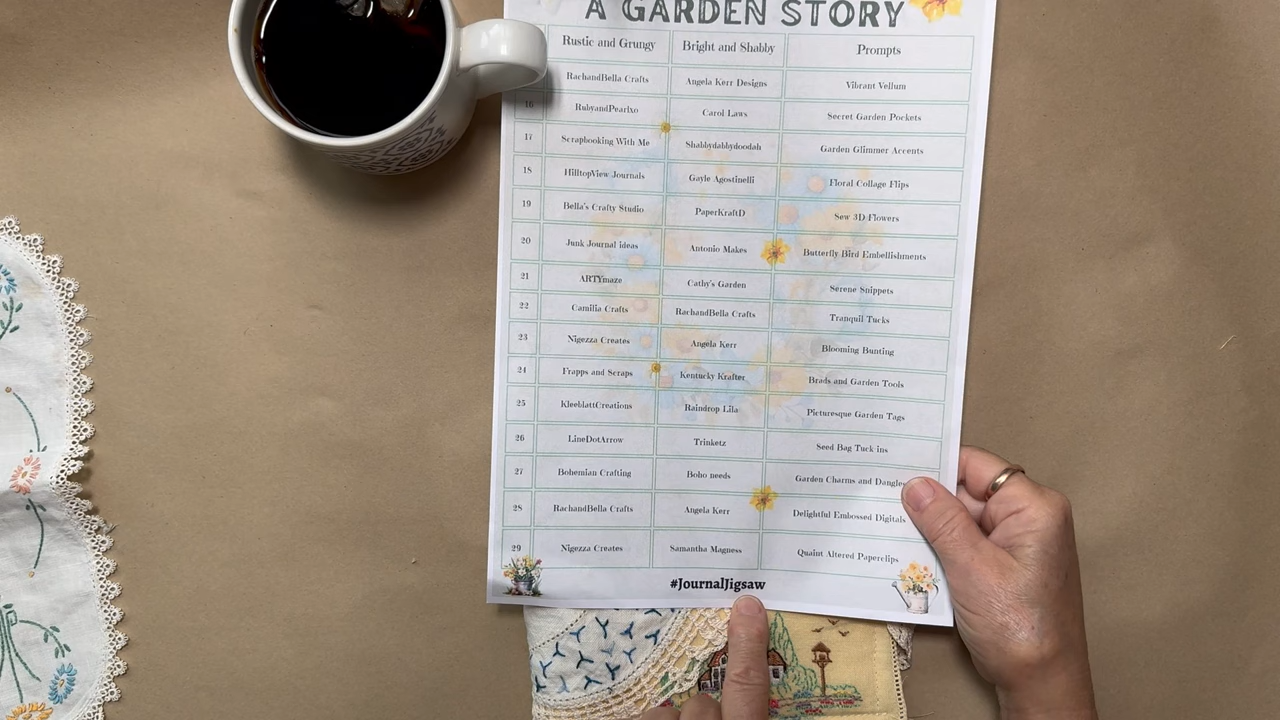 A GARDEN STORY
Rustic and Grungy Bright and Shabby Prompts
RachandBella Crafts Angela Kerr Designs Vibrant Vellum
16 RubyandPearlxo Carol Laws Secret Garden Pockets
17 Scrapbooking With Me Shabbydabbydoodah Garden Glimmer Accents
18 HilltopView Journals Gayle Agostinelli Floral Collage Flips
19 Bella's Crafty Studio PaperKraftD Sew 3D Flowers
20 Junk Journal ideas Antonio Makes Butterfly Bird Embellishments
21 ARTYmaze Cathy's Garden Serene Snippets
22 Camilia Crafts RachandBella Crafts Tranquil Tucks
23 Nigezza Creates Angela Kerr Blooming Bunting
24 Frapps and Scraps Kentucky Krafter Brads and Garden Tools
25 KleeblattCreations Raindrop Lila Picturesque Garden Tags
26 LineDotArrow Trinketz Seed Bag Tuck ins
27 Bohemian Crafting Boho needs Garden Charms and Dangles
28 RachandBella Crafts Angela Kerr Delightful Embossed Digitals
29 Nigezza Creates Samantha Magness Quaint Altered Paperclips
#JournalJigsaw